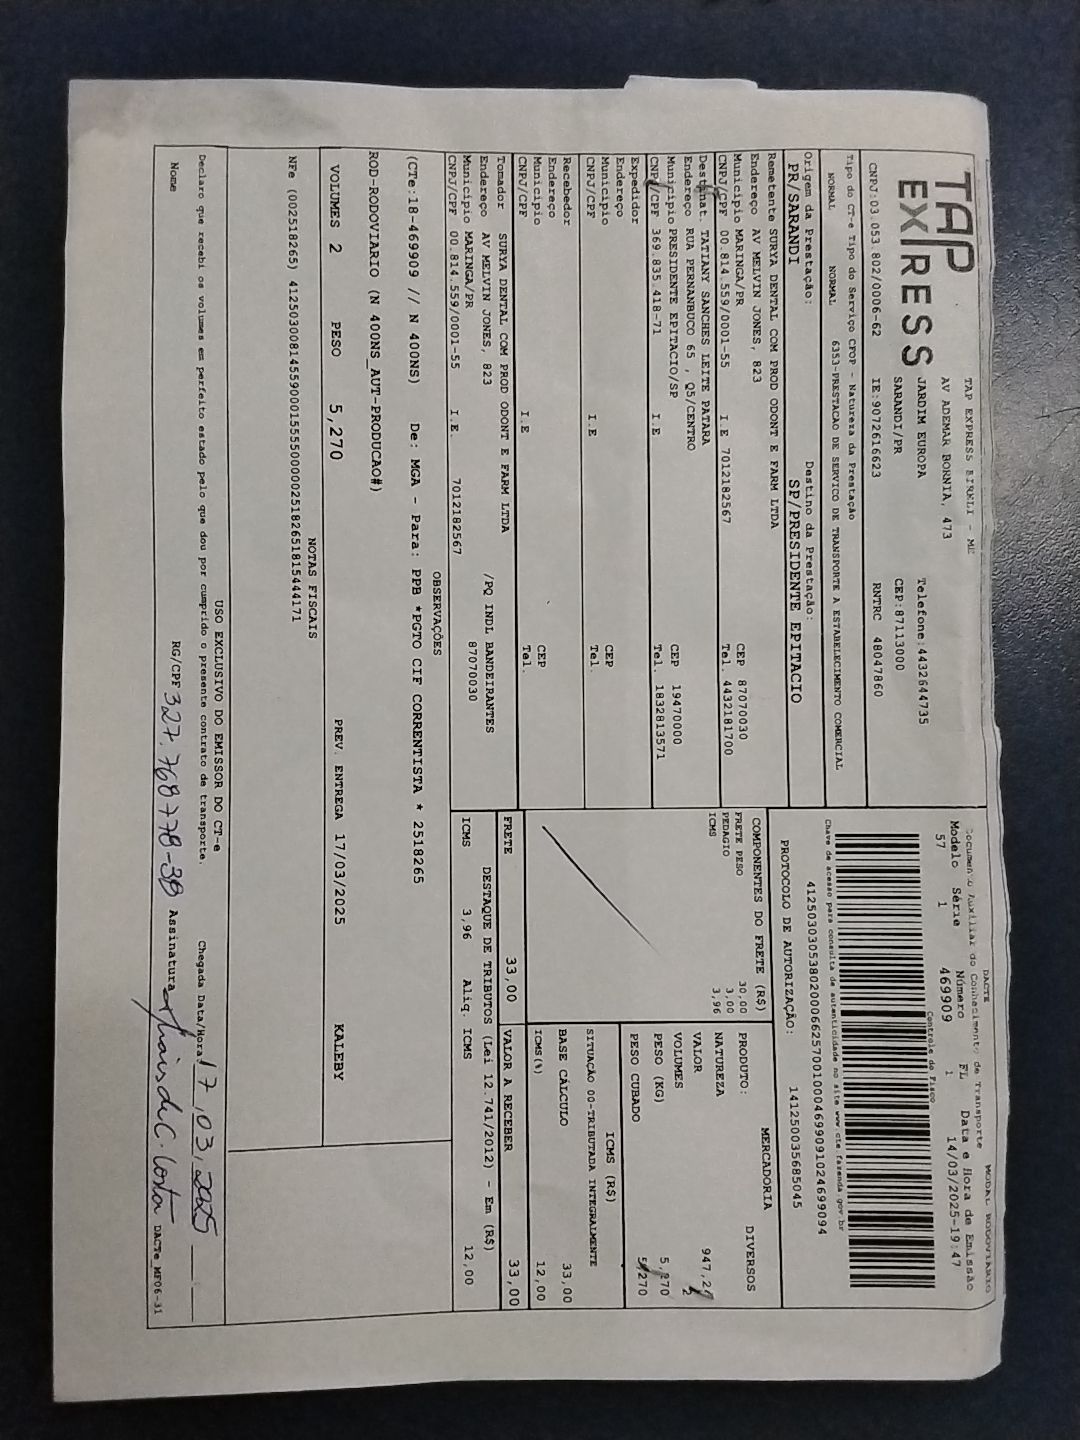 TAP
EXPRESS
TAP EXPRESS EIRELI - ME
AV ADEMAR BORNIA, 473
JARDIM EUROPA Telefone:4432644735
SARANDI/PR CEP:87113000
CNPJ:03.053.802/0006-62 IE:9072616623 RNTRC 48047860
Tipo do CT-e Tipo do Serviço CFOP - Natureza da Prestação
NORMAL NORMAL 6353-PRESTACAO DE SERVICO DE TRANSPORTE A ESTABELECIMENTO COMERCIAL
Origem da Prestação: Destino da Prestação:
PR/SARANDI SP/PRESIDENTE EPITACIO
Remetente SURYA DENTAL COM PROD ODONT E FARM LTDA
Endereço AV MELVIN JONES, 823
Município MARINGA/PR CEP 87070030
CNPJ/CPF 00.814.559/0001-55 I.E 7012182567 Tel. 4432181700
Destinat. TATIANY SANCHES LEITE PATARA
Endereço RUA PERNANBUCO 65 , Q5/CENTRO
Município PRESIDENTE EPITACIO/SP CEP 19470000
CNPJ/CPF 369.835.418-71 I.E Tel. 1832813571
Expedidor
Endereço
Município CEP
CNPJ/CPF I.E Tel.
Recebedor
Endereço
Município CEP
CNPJ/CPF I.E Tel.
Tomador SURYA DENTAL COM PROD ODONT E FARM LTDA
Endereço AV MELVIN JONES, 823 /PQ INDL BANDEIRANTES
Município MARINGA/PR 87070030
CNPJ/CPF 00.814.559/0001-55 I.E. 7012182567
DACTE MODAL RODOVIARIO
Documento Auxiliar do Conhecimento de Transporte
Modelo Série Número FL Data e Hora de Emissão
57 1 469909 1 14/03/2025-19:47
Controle do Fisco
Chave de acesso para consulta de autenticidade no site www.cte.fazenda.gov.br
41250303053802000662570010004699091024699094
PROTOCOLO DE AUTORIZAÇÃO: 141250035685045
COMPONENTES DO FRETE (R$)
FRETE PESO 30,00
PEDAGIO 3,00
ICMS 3,96
MERCADORIA
PRODUTO: DIVERSOS
NATUREZA
VALOR 947,2
VOLUMES 2
PESO (KG) 5,270
PESO CUBADO 5,270
ICMS (R$)
SITUAÇÃO 00-TRIBUTADA INTEGRALMENTE
BASE CÁLCULO 33,00
ICMS(%) 12,00
FRETE 33,00 VALOR A RECEBER 33,00
DESTAQUE DE TRIBUTOS (Lei 12.741/2012) - Em (R$)
ICMS 3,96 Aliq. ICMS 12,00
OBSERVAÇÕES
(CTe:18-469909 // N 400NS) De: MGA - Para: PPB *PGTO CIF CORRENTISTA * 2518265
ROD-RODOVIARIO (N 400NS_AUT-PRODUCAO#)
VOLUMES 2 PESO 5,270 PREV. ENTREGA 17/03/2025 KALEBY
NOTAS FISCAIS
NFe (002518265) 41250300814559000155550000025182651815444171
USO EXCLUSIVO DO EMISSOR DO CT-e
Declaro que recebi os volumes em perfeito estado pelo que dou por cumprido o presente contrato de transporte. Chegada Data/Hora: 17,03,2025
Nome RG/CPF 327.768778-38 Assinatura Thais de C. Costa DACTe_MF06-31